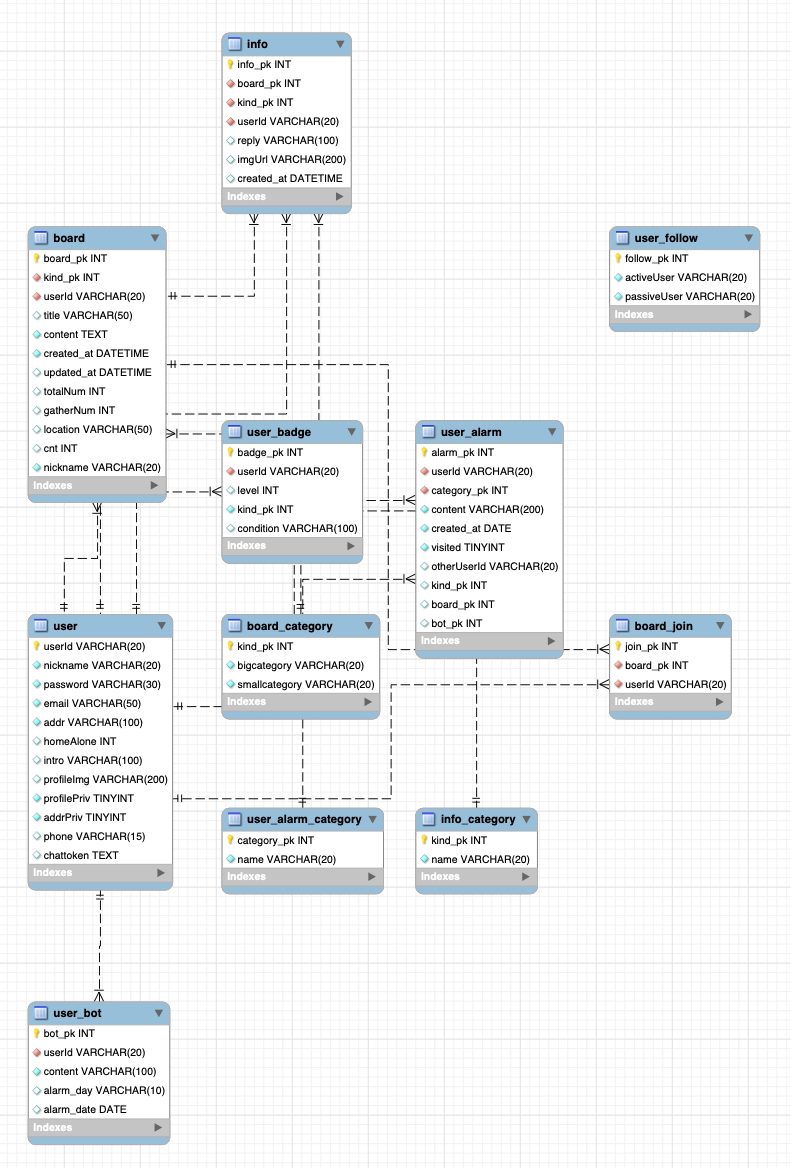 info
info_pk INT
board_pk INT
kind_pk INT
userId VARCHAR(20)
reply VARCHAR(100)
imgUrl VARCHAR(200)
created_at DATETIME
Indexes
board
board_pk INT
kind_pk INT
userId VARCHAR(20)
title VARCHAR(50)
content TEXT
created_at DATETIME
updated_at DATETIME
totalNum INT
gatherNum INT
location VARCHAR(50)
cnt INT
nickname VARCHAR(20)
Indexes
user_follow
follow_pk INT
activeUser VARCHAR(20)
passiveUser VARCHAR(20)
Indexes
user_badge
badge_pk INT
userId VARCHAR(20)
level INT
kind_pk INT
condition VARCHAR(100)
Indexes
user_alarm
alarm_pk INT
userId VARCHAR(20)
category_pk INT
content VARCHAR(200)
created_at DATE
visited TINYINT
otherUserId VARCHAR(20)
kind_pk INT
board_pk INT
bot_pk INT
Indexes
user
userId VARCHAR(20)
nickname VARCHAR(20)
password VARCHAR(30)
email VARCHAR(50)
addr VARCHAR(100)
homeAlone INT
intro VARCHAR(100)
profileImg VARCHAR(200)
profilePriv TINYINT
addrPriv TINYINT
phone VARCHAR(15)
chattoken TEXT
Indexes
board_category
kind_pk INT
bigcategory VARCHAR(20)
smallcategory VARCHAR(20)
Indexes
board_join
join_pk INT
board_pk INT
userId VARCHAR(20)
Indexes
user_alarm_category
category_pk INT
name VARCHAR(20)
Indexes
info_category
kind_pk INT
name VARCHAR(20)
Indexes
user_bot
bot_pk INT
userId VARCHAR(20)
content VARCHAR(100)
alarm_day VARCHAR(10)
alarm_date DATE
Indexes